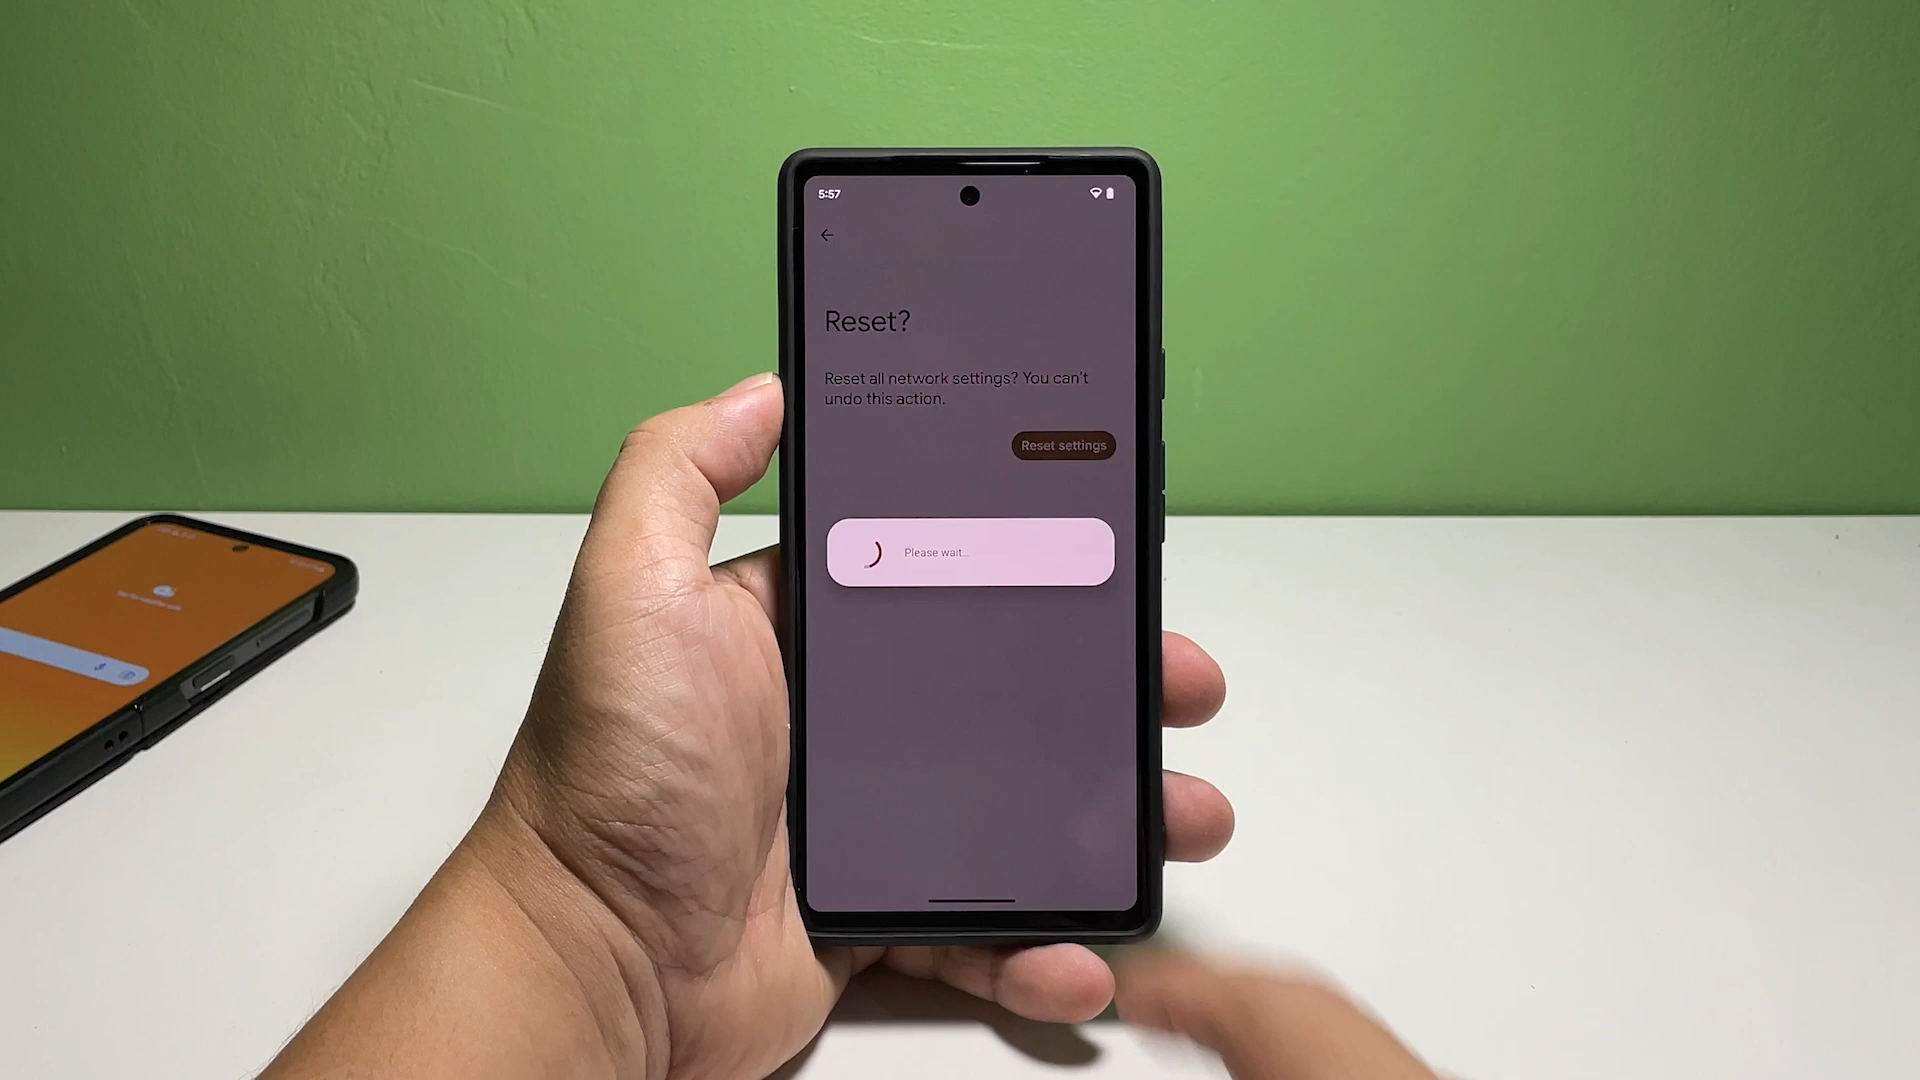 5:57
Reset?
Reset all network settings? You can't
undo this action.
Reset settings
Please wait...